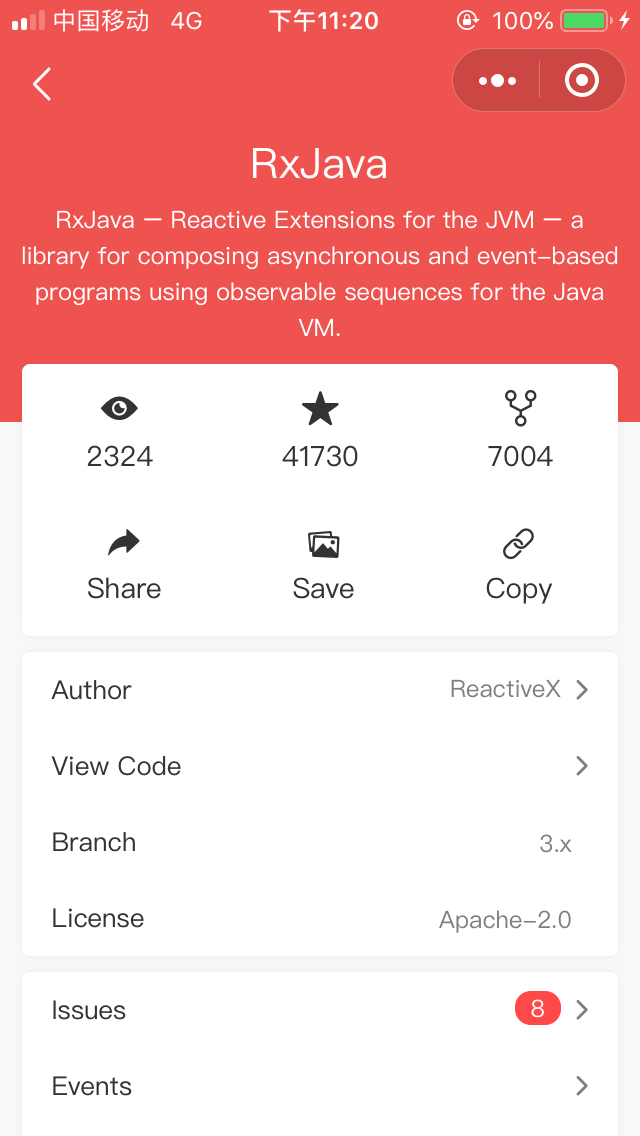 中国移动 4G 下午11:20 100%
RxJava
RxJava — Reactive Extensions for the JVM — a
library for composing asynchronous and event-based
programs using observable sequences for the Java
VM.
2324 41730 7004
Share Save Copy
Author ReactiveX
View Code
Branch 3.x
License Apache-2.0
Issues 8
Events